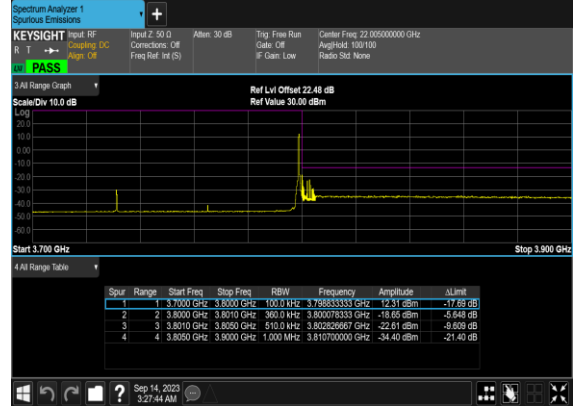 Spectrum Analyzer 1
Spurious Emissions
+
KEYSIGHT Input: RF Input Z: 50 Ω Atten: 30 dB Trig: Free Run Center Freq: 22.005000000 GHz
R T Coupling: DC Corrections: Off Gate: Off Avg|Hold: 100/100
Align: Off Freq Ref: Int (S) IF Gain: Low Radio Std: None
PASS
3 All Range Graph
Ref Lvl Offset 22.48 dB
Scale/Div 10.0 dB Ref Value 30.00 dBm
Log
20.0
10.0
0.00
-10.0
-20.0
-30.0
-40.0
-50.0
-60.0
Start 3.700 GHz Stop 3.900 GHz
4 All Range Table
Spur Range Start Freq Stop Freq RBW Frequency Amplitude ΔLimit
1 1 3.7000 GHz 3.8000 GHz 100.0 kHz 3.798833333 GHz 12.31 dBm -17.69 dB
2 2 3.8000 GHz 3.8010 GHz 360.0 kHz 3.800078333 GHz -18.65 dBm -5.648 dB
3 3 3.8010 GHz 3.8050 GHz 510.0 kHz 3.802826667 GHz -22.61 dBm -9.609 dB
4 4 3.8050 GHz 3.9000 GHz 1.000 MHz 3.810700000 GHz -34.40 dBm -21.40 dB
? Sep 14, 2023
3:27:44 AM